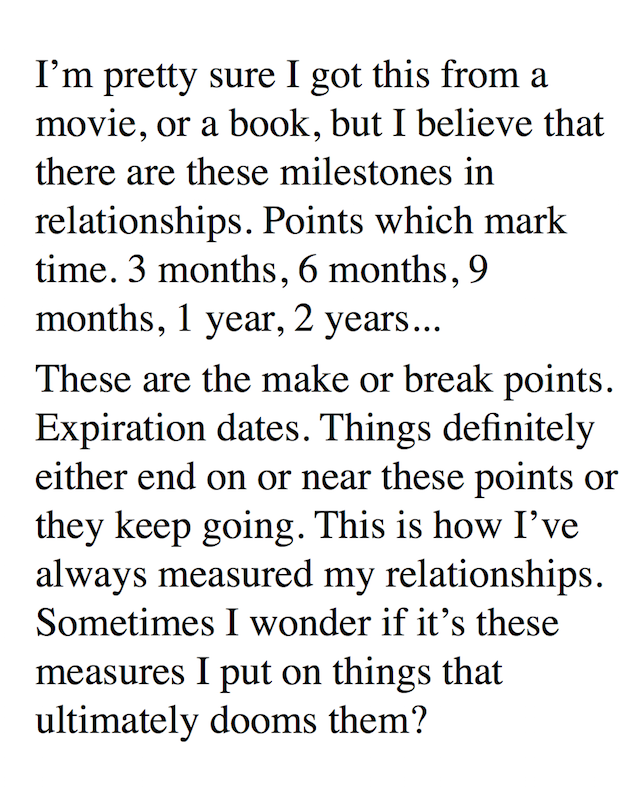 I’m pretty sure I got this from a
movie, or a book, but I believe that
there are these milestones in
relationships. Points which mark
time. 3 months, 6 months, 9
months, 1 year, 2 years...
These are the make or break points.
Expiration dates. Things definitely
either end on or near these points or
they keep going. This is how I’ve
always measured my relationships.
Sometimes I wonder if it’s these
measures I put on things that
ultimately dooms them?